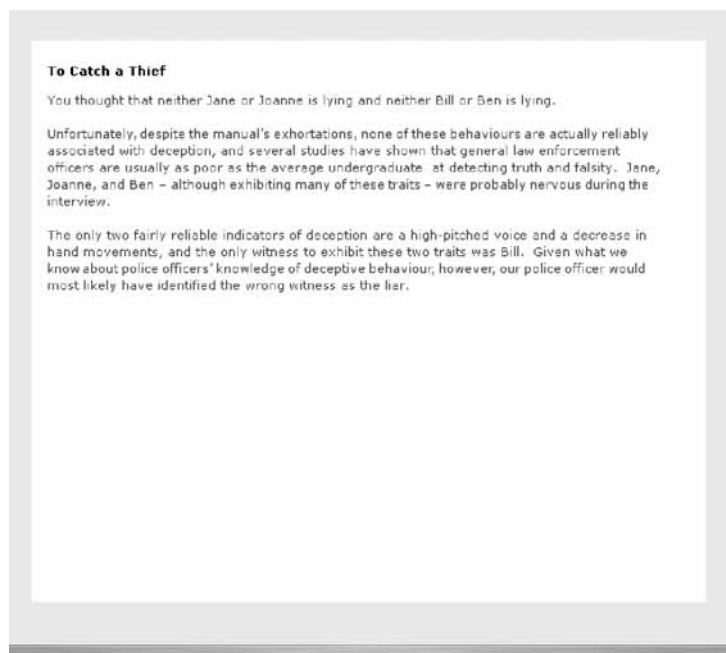 To Catch a Thief
You thought that neither Jane or Joanne is lying and neither Bill or Ben is lying.
Unfortunately, despite the manual's exhortations, none of these behaviours are actually reliably
associated with deception, and several studies have shown that general law enforcement
officers are usually as poor as the average undergraduate at detecting truth and falsity. Jane,
Joanne, and Ben – although exhibiting many of these traits – were probably nervous during the
interview.
The only two fairly reliable indicators of deception are a high-pitched voice and a decrease in
hand movements, and the only witness to exhibit these two traits was Bill. Given what we
know about police officers' knowledge of deceptive behaviour, however, our police officer would
most likely have identified the wrong witness as the liar.